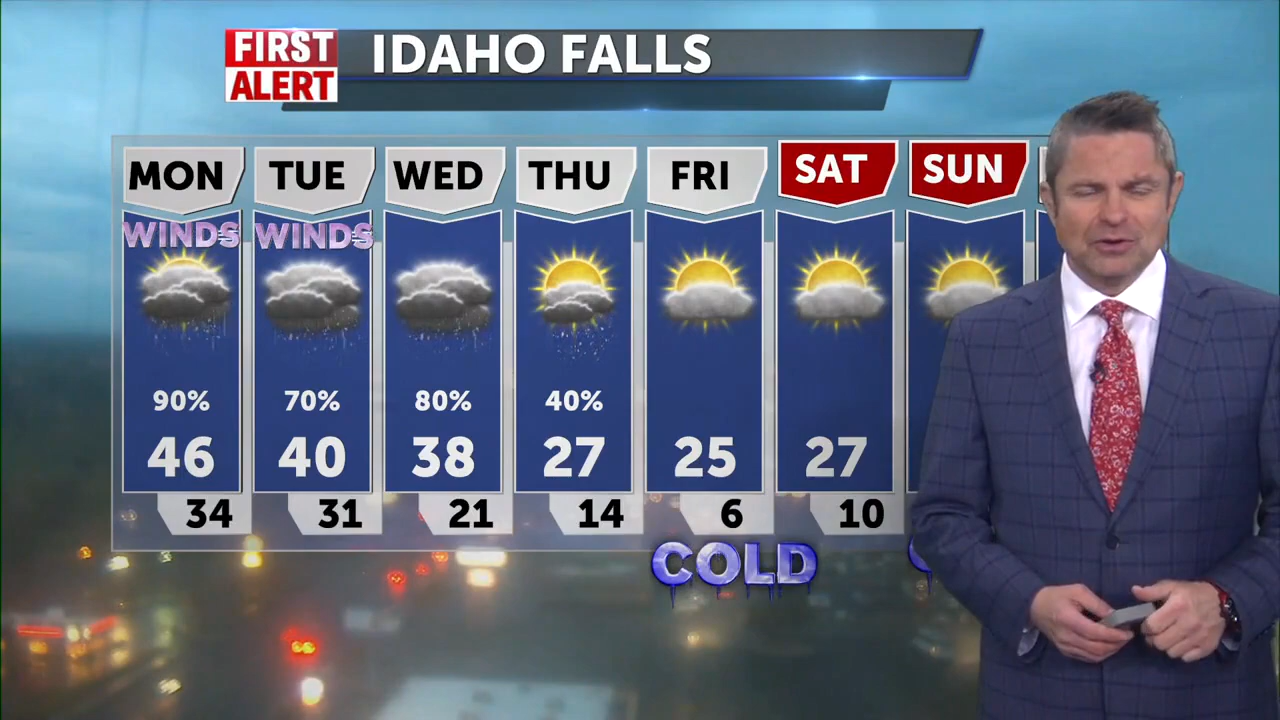 FIRST
ALERT
IDAHO FALLS
MON TUE WED THU FRI SAT SUN
WINDS WINDS
90% 70% 80% 40%
46 40 38 27 25 27
34 31 21 14 6 10
COLD